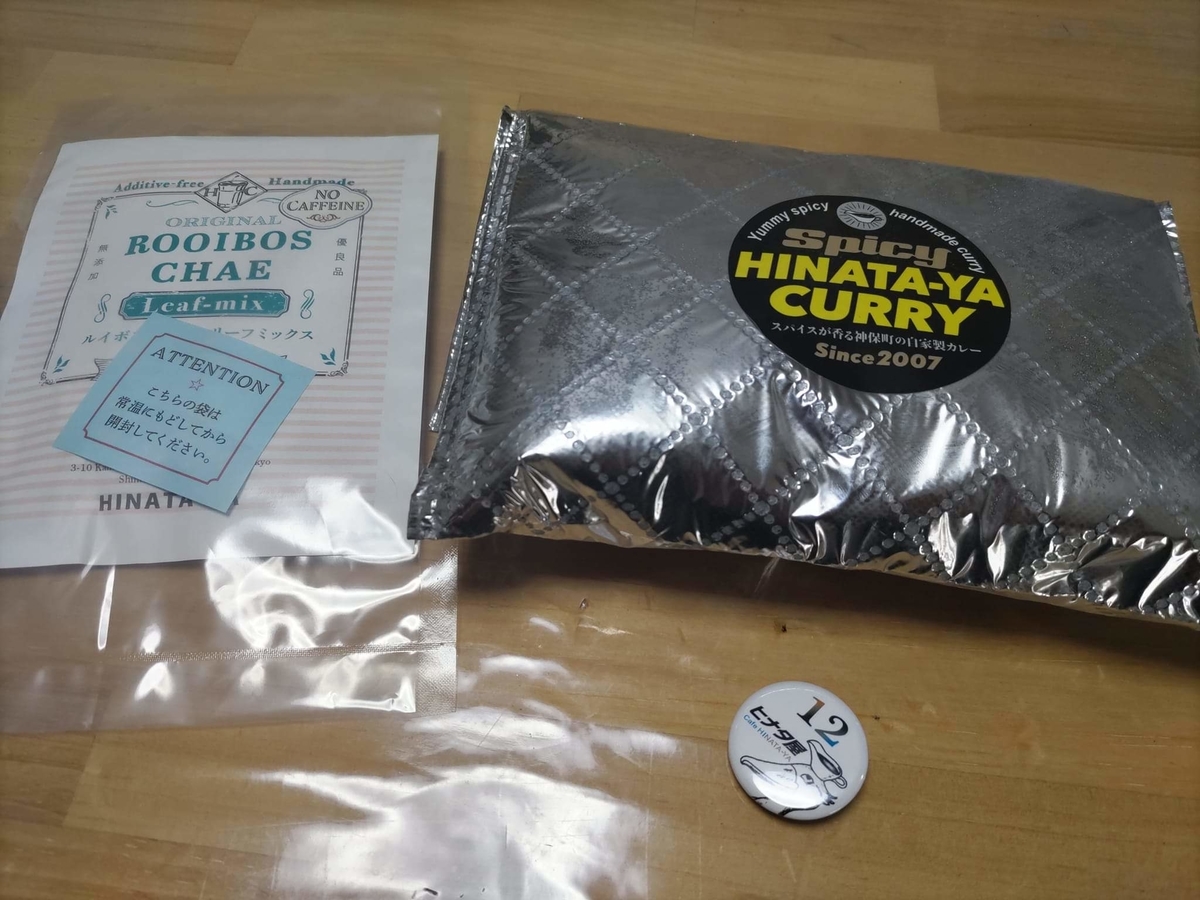 Additive-free Handmade
H C
NO
CAFFEINE
ORIGINAL
ROOIBOS
CHAE
無添加
優良品
Leaf-mix
ルイボ
リーフミックス
ATTENTION
☆
こちらの袋は
常温にもどしてから
開封してください。
3-10
HINATA
Yummy spicy handmade curry
Spicy
HINATA-YA
CURRY
スパイスが香る神保町の自家製カレー
Since 2007
12
ヒナタ屋
Cafe HINATA-YA